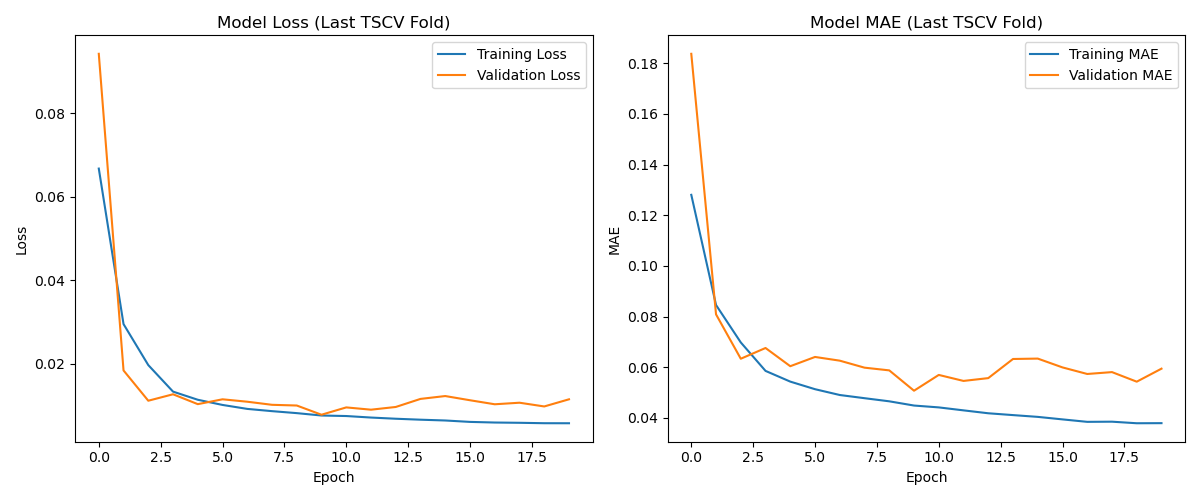 Model Loss (Last TSCV Fold)
Training Loss
Validation Loss
0.08
0.06
0.04
0.02
Loss
0.0
2.5
5.0
7.5
10.0
12.5
15.0
17.5
Epoch
Model MAE (Last TSCV Fold)
Training MAE
Validation MAE
0.18
0.16
0.14
0.12
0.10
0.08
0.06
0.04
MAE
0.0
2.5
5.0
7.5
10.0
12.5
15.0
17.5
Epoch